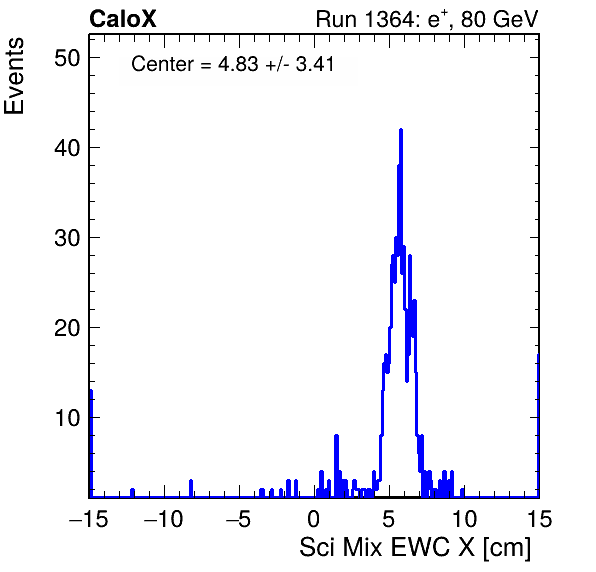 CaloX Run 1364: e⁺, 80 GeV
Center = 4.83 +/- 3.41
Events
50
40
30
20
10
−15 −10 −5 0 5 10 15
Sci Mix EWC X [cm]